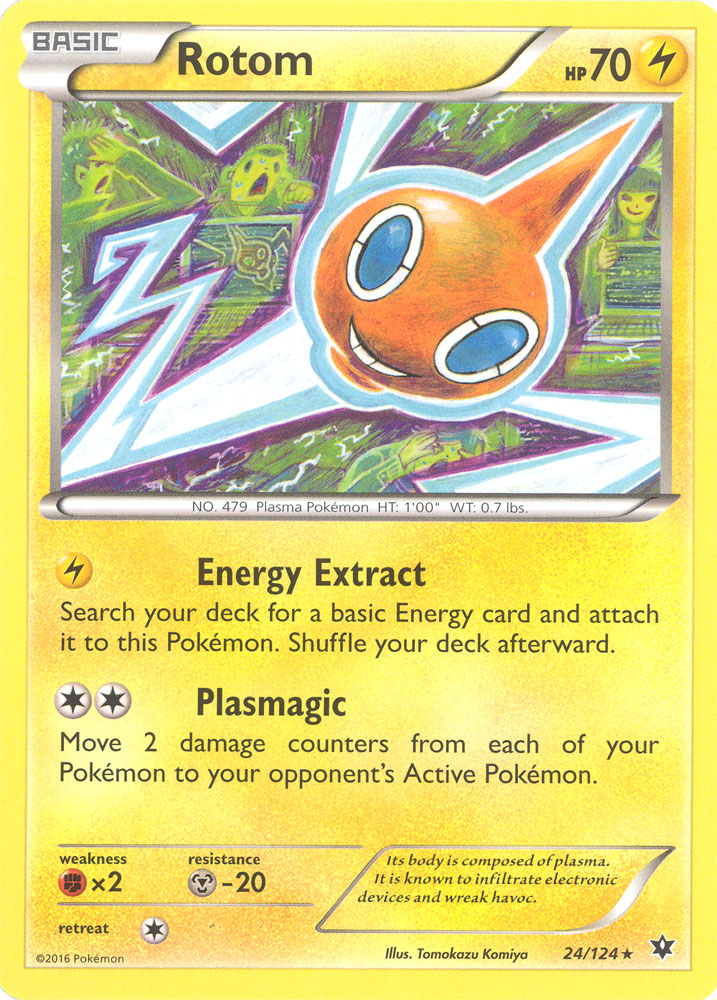 BASIC
Rotom
HP70
NO. 479 Plasma Pokémon HT: 1'00" WT: 0.7 lbs.
Energy Extract
Search your deck for a basic Energy card and attach
it to this Pokémon. Shuffle your deck afterward.
Plasmagic
Move 2 damage counters from each of your
Pokémon to your opponent's Active Pokémon.
weakness
×2
resistance
-20
Its body is composed of plasma.
It is known to infiltrate electronic
devices and wreak havoc.
retreat
©2016 Pokémon
Illus. Tomokazu Komiya
24/124 ★